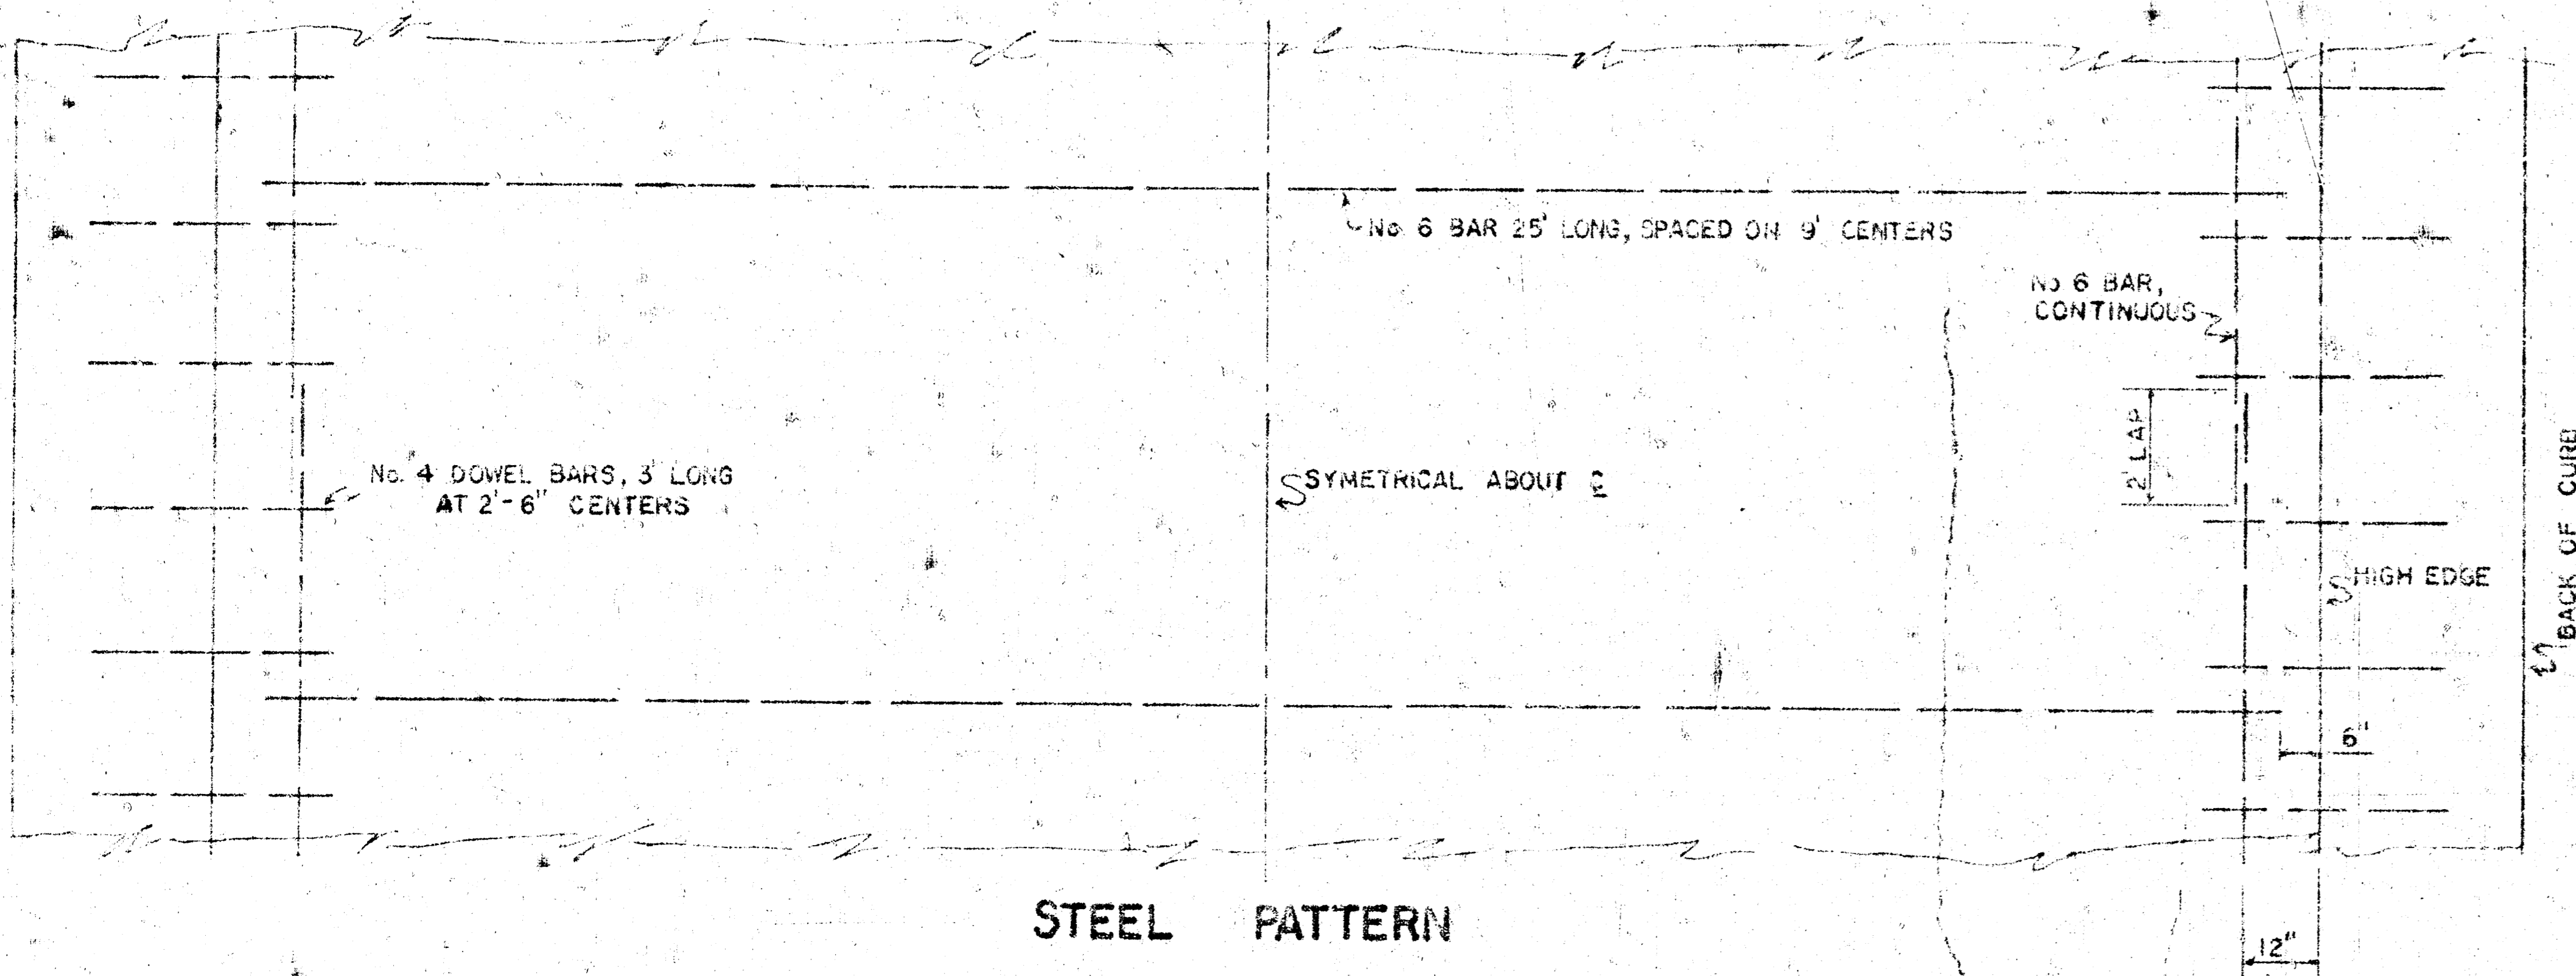 No 6 BAR 25' LONG, SPACED ON 9' CENTERS
No 6 BAR,
CONTINUOUS
2' LAP
No. 4 DOWEL BARS, 3' LONG
AT 2'-6" CENTERS
SYMETRICAL ABOUT ℄
HIGH EDGE
BACK OF CURB
6"
STEEL PATTERN
12"